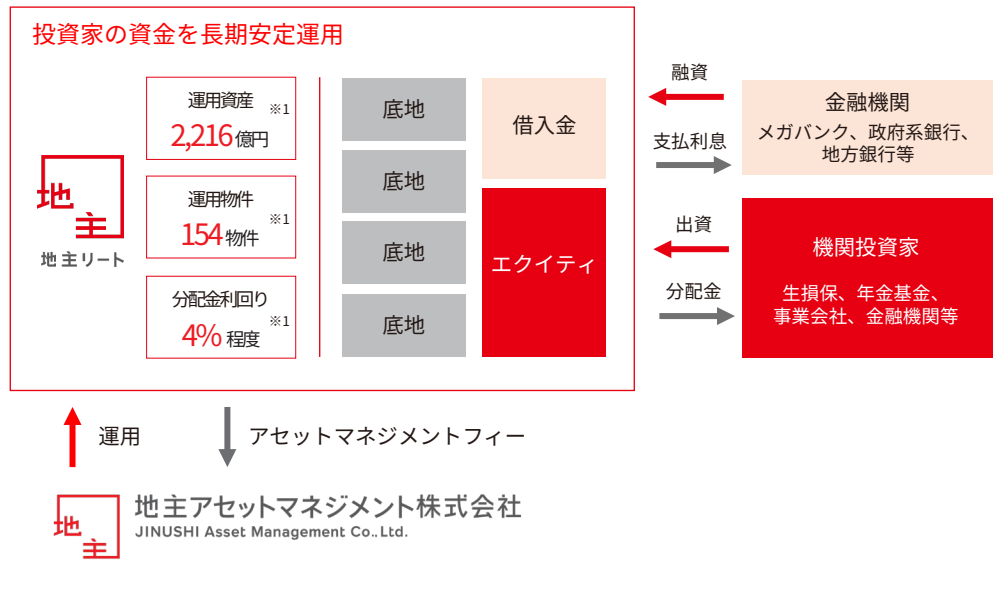 投資家の資金を長期安定運用
地主
地主リート
運用資産 ※1
2,216億円
運用物件 ※1
154物件
分配金利回り ※1
4%程度
底地
底地
底地
底地
借入金
エクイティ
融資
支払利息
金融機関
メガバンク、政府系銀行、
地方銀行等
出資
分配金
機関投資家
生損保、年金基金、
事業会社、金融機関等
運用
アセットマネジメントフィー
地主
地主アセットマネジメント株式会社
JINUSHI Asset Management Co.,Ltd.